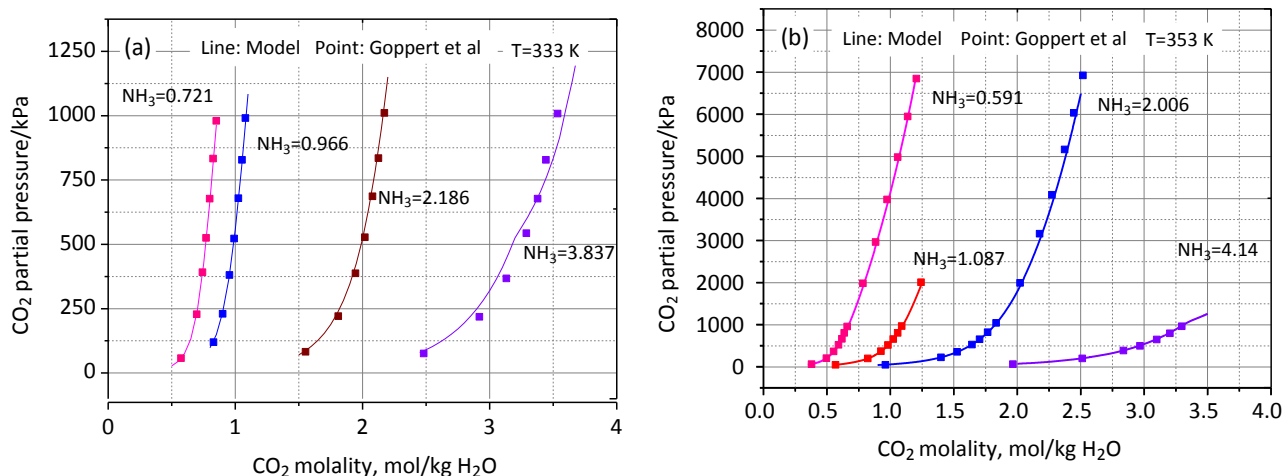 (a) Line: Model Point: Goppert et al T=333 K
NH₃=0.721
NH₃=0.966
NH₃=2.186
NH₃=3.837
1250
1000
750
500
250
0
CO₂ partial pressure/kPa
0 1 2 3 4
CO₂ molality, mol/kg H₂O
(b) Line: Model Point: Goppert et al T=353 K
NH₃=0.591
NH₃=2.006
NH₃=1.087
NH₃=4.14
8000
7000
6000
5000
4000
3000
2000
1000
0
CO₂ partial pressure/kPa
0.0 0.5 1.0 1.5 2.0 2.5 3.0 3.5 4.0
CO₂ molality, mol/kg H₂O